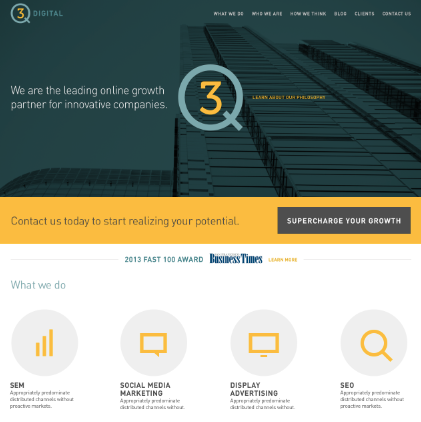 3 DIGITAL
WHAT WE DO WHO WE ARE HOW WE THINK BLOG CLIENTS CONTACT US
We are the leading online growth
partner for innovative companies.
3
LEARN ABOUT OUR PHILOSOPHY
Contact us today to start realizing your potential.
SUPERCHARGE YOUR GROWTH
2013 FAST 100 AWARD Business Times LEARN MORE
What we do
SEM
Appropriately predominate
distributed channels without
proactive markets.
SOCIAL MEDIA
MARKETING
Appropriately predominate
distributed channels without.
DISPLAY
ADVERTISING
Appropriately predominate
distributed channels without.
SEO
Appropriately predominate
distributed channels without
proactive markets.